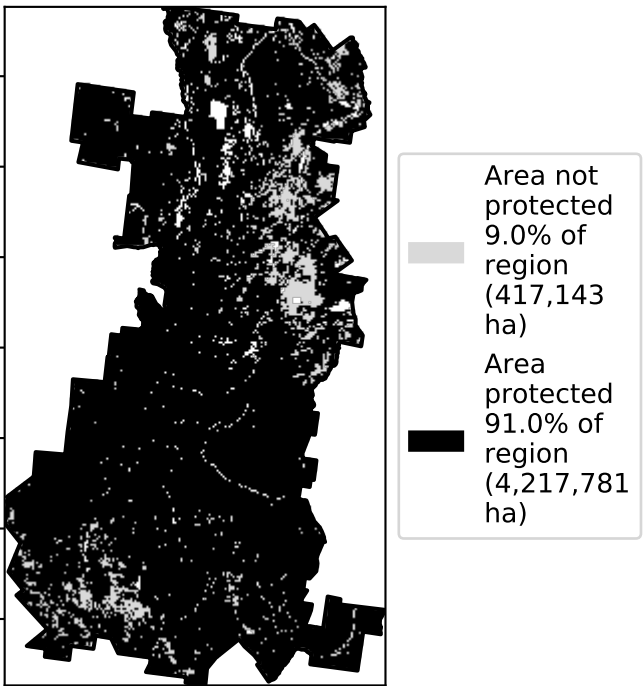 Area not
protected
9.0% of
region
(417,143
ha)
Area
protected
91.0% of
region
(4,217,781
ha)